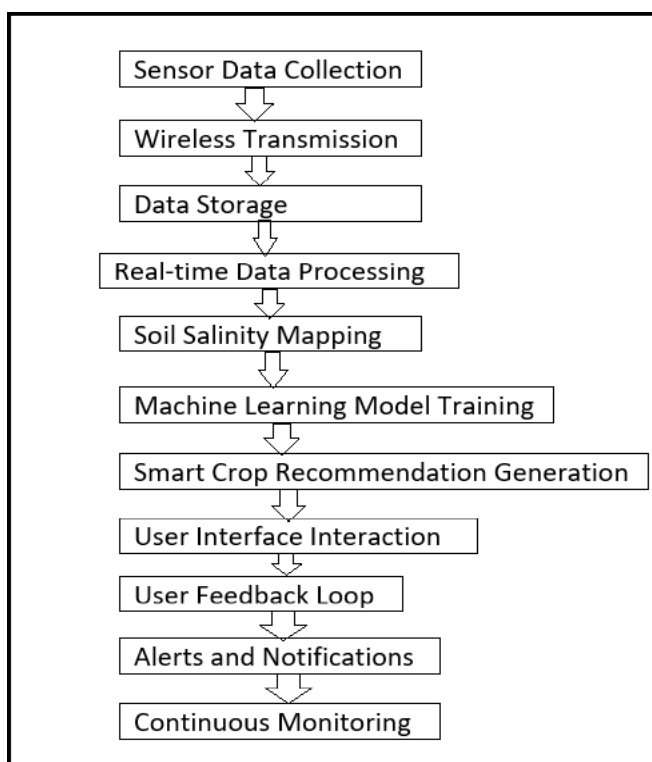 Sensor Data Collection
Wireless Transmission
Data Storage
Real-time Data Processing
Soil Salinity Mapping
Machine Learning Model Training
Smart Crop Recommendation Generation
User Interface Interaction
User Feedback Loop
Alerts and Notifications
Continuous Monitoring